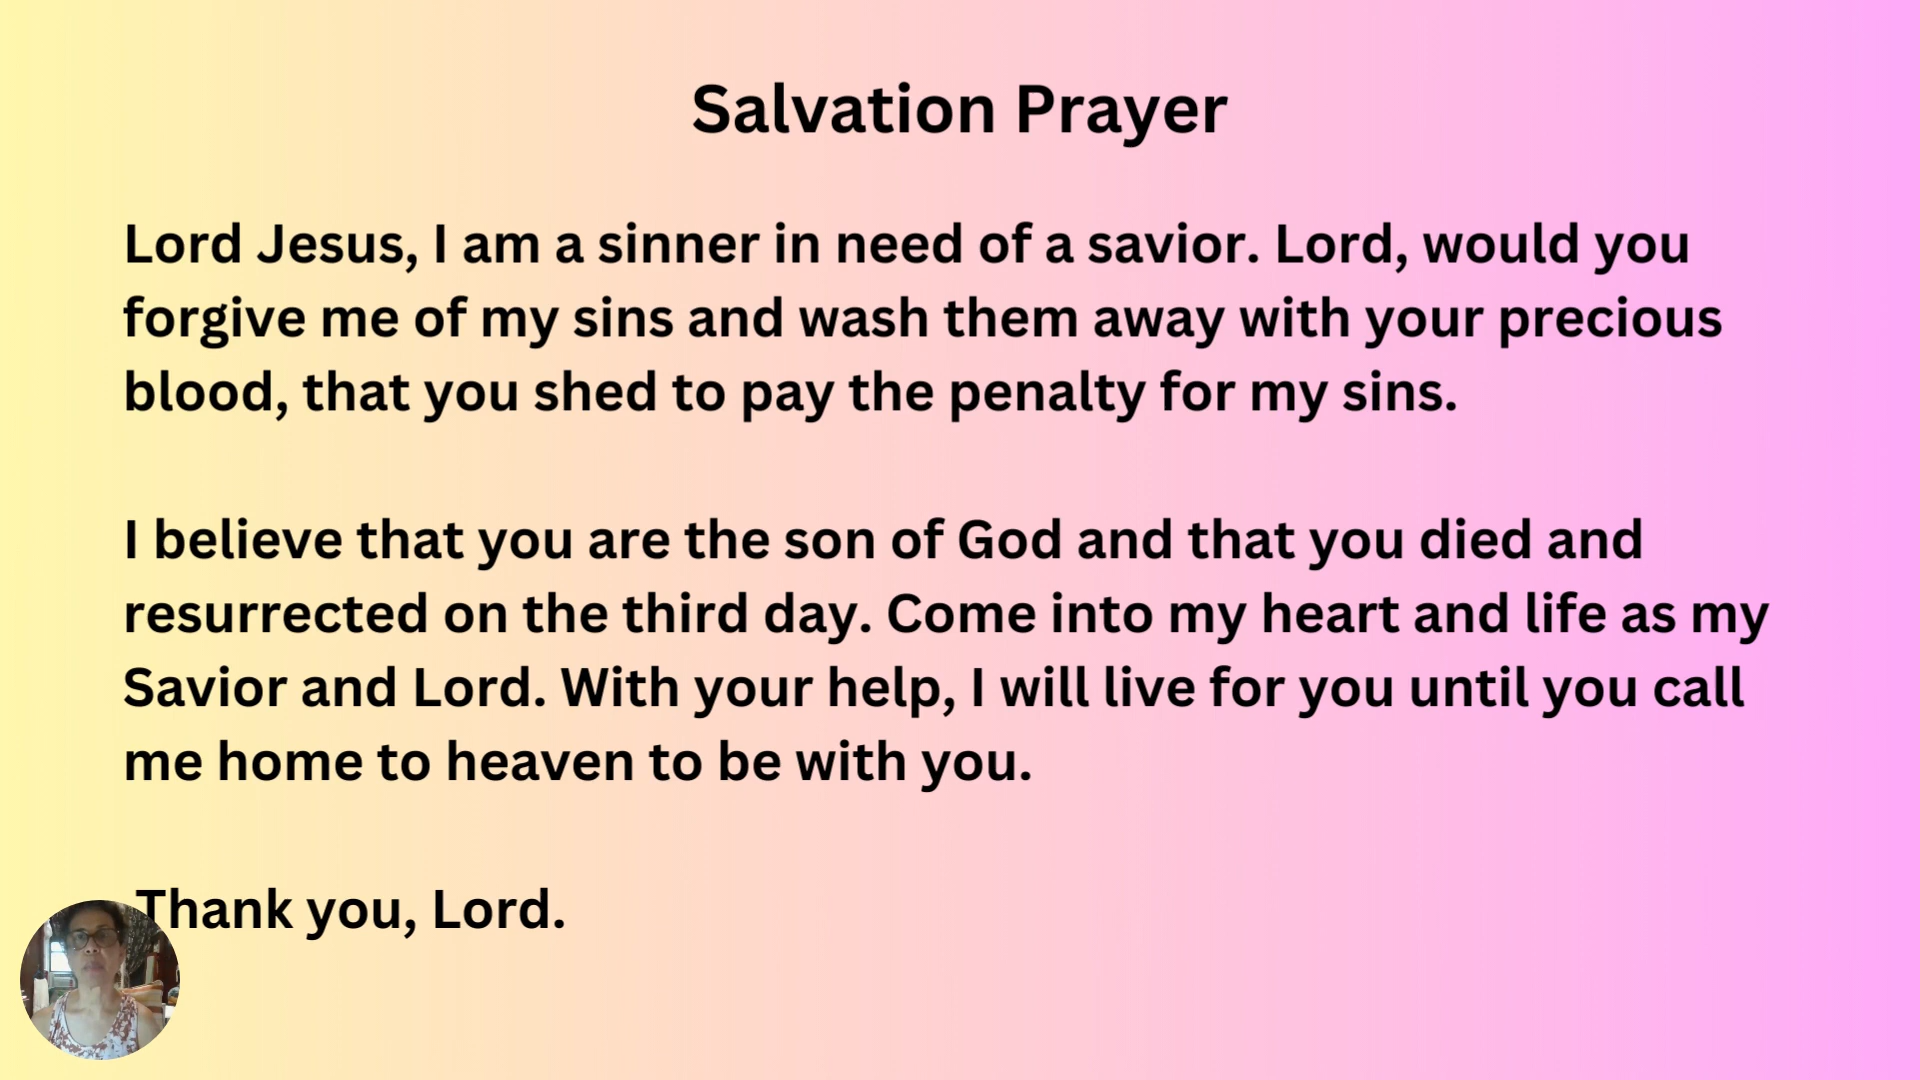 Salvation Prayer
Lord Jesus, I am a sinner in need of a savior. Lord, would you
forgive me of my sins and wash them away with your precious
blood, that you shed to pay the penalty for my sins.
I believe that you are the son of God and that you died and
resurrected on the third day. Come into my heart and life as my
Savior and Lord. With your help, I will live for you until you call
me home to heaven to be with you.
Thank you, Lord.